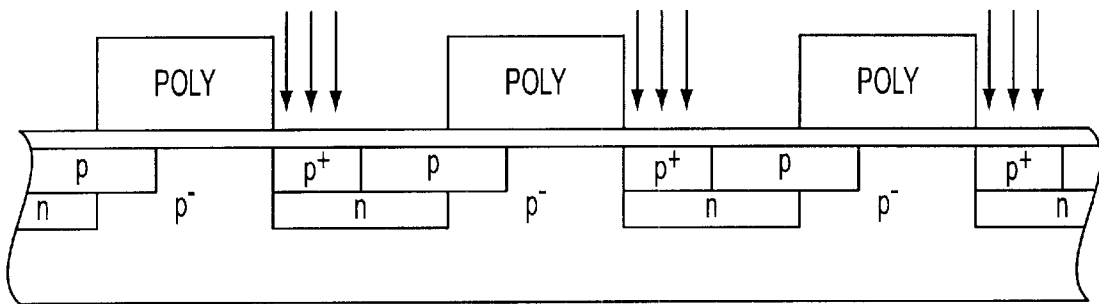 POLY POLY POLY
p p⁺ p p⁺ p p⁺
n p⁻ n p⁻ n p⁻ n